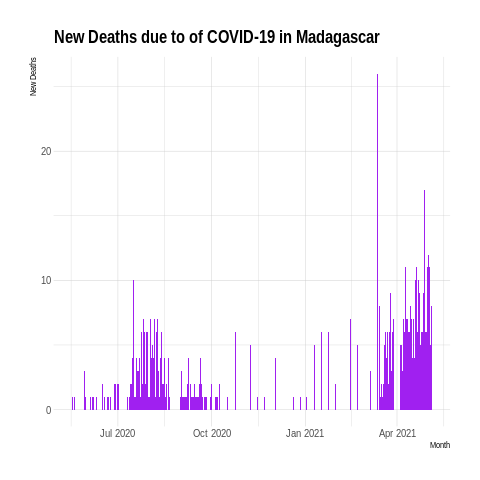 New Deaths due to of COVID-19 in Madagascar
New Deaths
20
10
0
Jul 2020 Oct 2020 Jan 2021 Apr 2021
Month